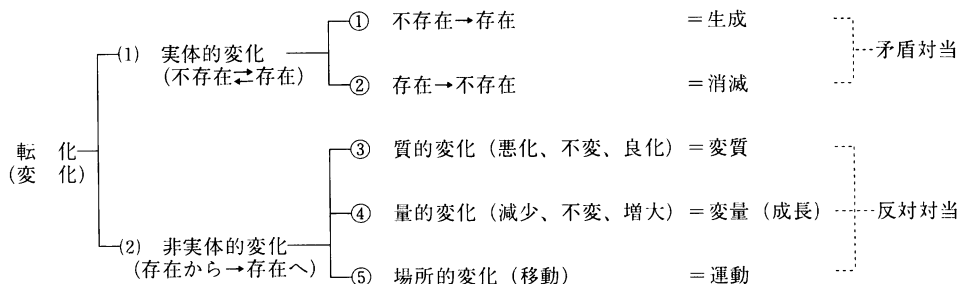 ① 不存在→存在 =生成
(1) 実体的変化
(不存在⇄存在)
矛盾対当
② 存在→不存在 =消滅
転 化
(変 化)
③ 質的変化(悪化、不変、良化)=変質
④ 量的変化(減少、不変、増大)=変量(成長)
反対対当
(2) 非実体的変化
(存在から→存在へ)
⑤ 場所的変化(移動) =運動